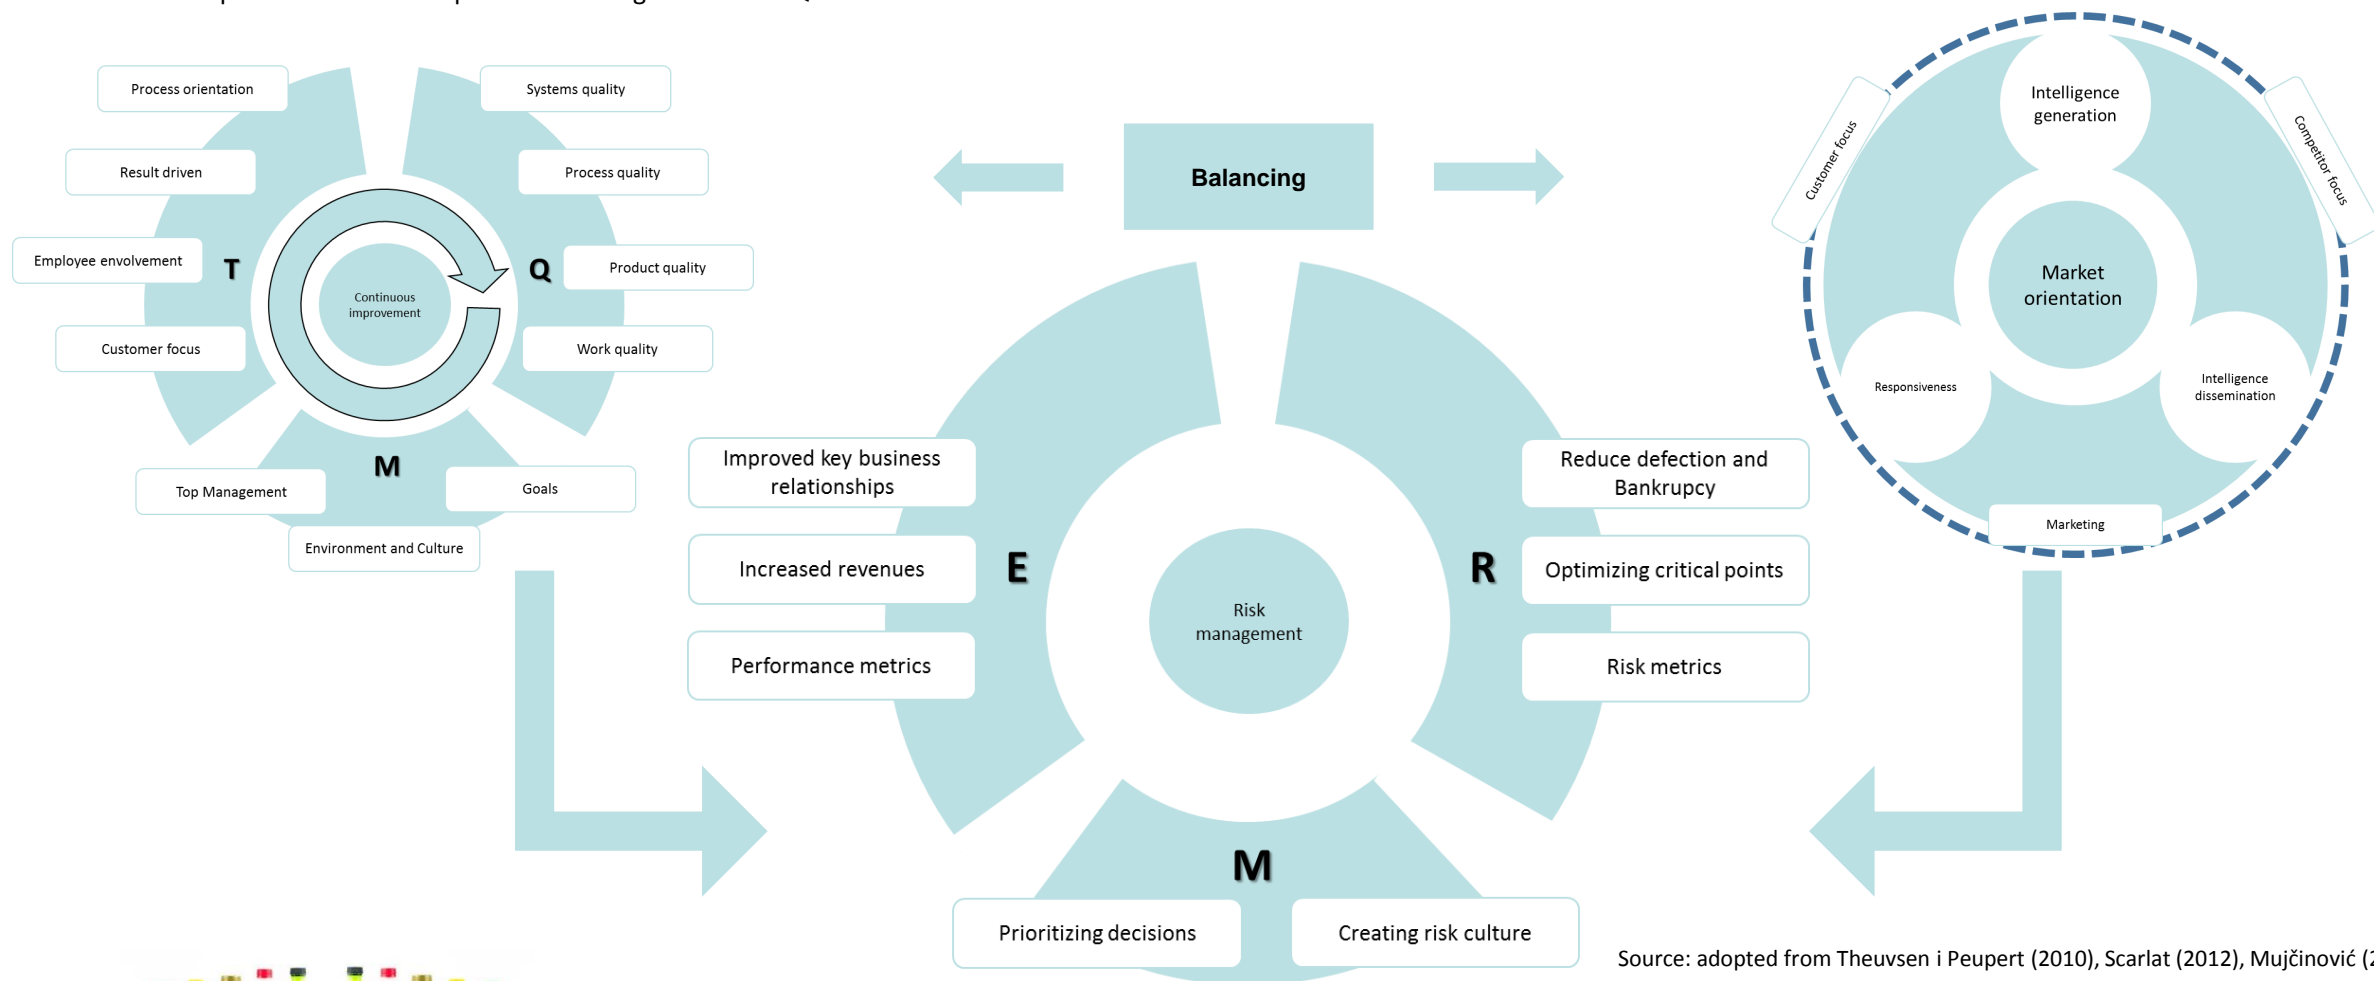 Process orientation
Result driven
Employee envolvement
Customer focus
T
Systems quality
Process quality
Product quality
Work quality
Q
Continuous
improvement
M
Top Management
Goals
Environment and Culture
Balancing
Customer focus
Competitor focus
Intelligence
generation
Market
orientation
Responsiveness
Intelligence
dissemination
Marketing
Improved key business
relationships
Increased revenues
Performance metrics
E
Risk
management
R
Reduce defection and
Bankrupcy
Optimizing critical points
Risk metrics
M
Prioritizing decisions
Creating risk culture
Source: adopted from Theuvsen i Peupert (2010), Scarlat (2012), Mujčinović (2